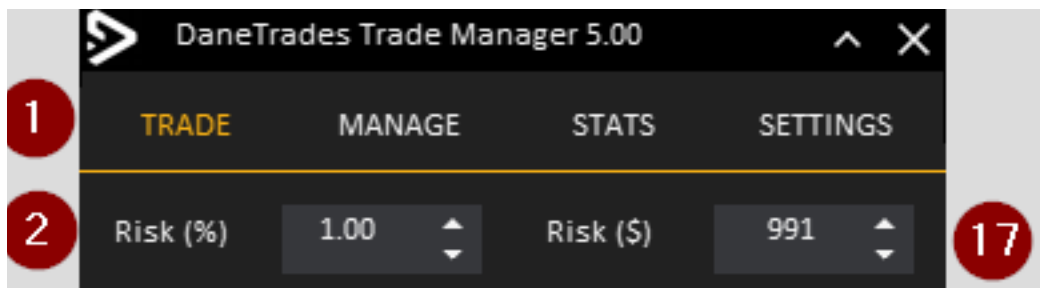 DaneTrades Trade Manager 5.00
1 TRADE MANAGE STATS SETTINGS
2 Risk (%) 1.00 Risk ($) 991 17